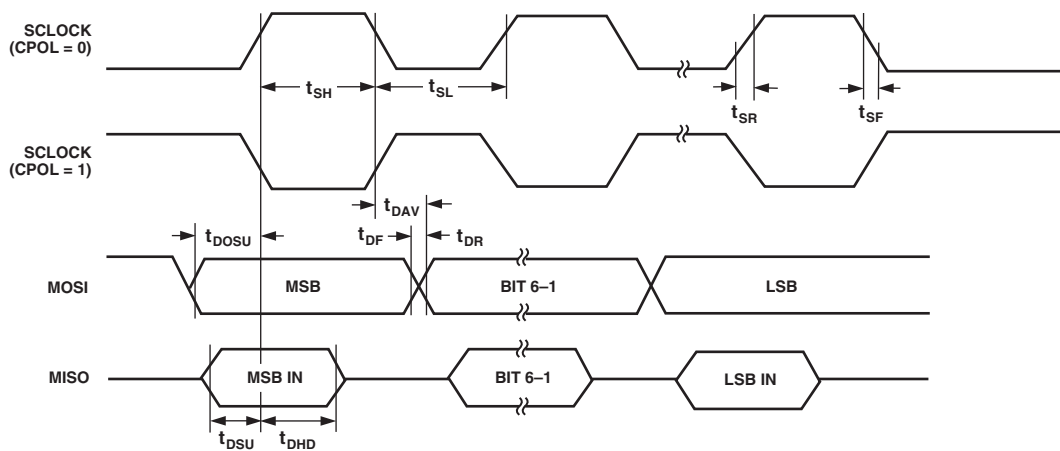 SCLOCK
(CPOL = 0)
tSH
tSL
tSR
tSF
SCLOCK
(CPOL = 1)
tDAV
tDOSU
tDF
tDR
MOSI
MSB
BIT 6–1
LSB
MISO
MSB IN
BIT 6–1
LSB IN
tDSU
tDHD